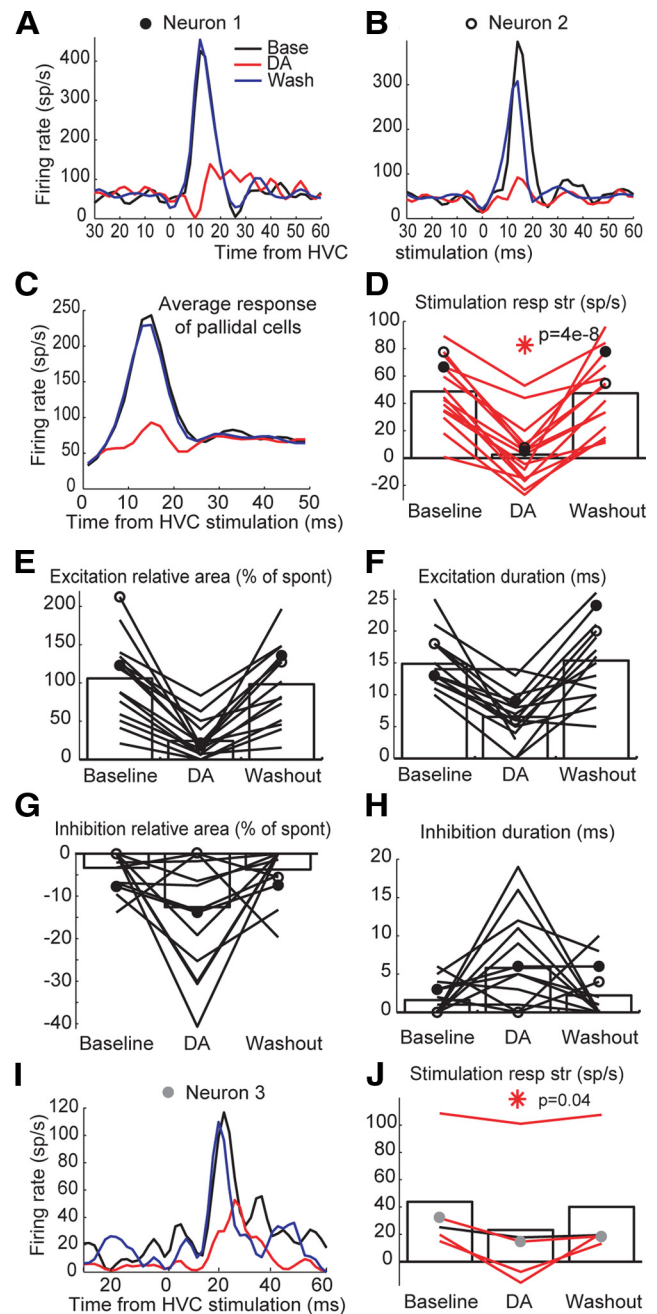 A
● Neuron 1
Base
DA
Wash
Firing rate (sp/s)
400
300
200
100
0
30 20 10 0 10 20 30 40 50 60
Time from HVC
B
○ Neuron 2
300
200
100
0
30 20 10 0 10 20 30 40 50 60
stimulation (ms)
C
Average response
of pallidal cells
Firing rate (sp/s)
250
200
150
100
50
0
0 10 20 30 40 50
Time from HVC stimulation (ms)
D
Stimulation resp str (sp/s)
p=4e-8
100
80
60
40
20
0
-20
Baseline DA Washout
E
Excitation relative area (% of spont)
200
150
100
50
0
Baseline DA Washout
F
Excitation duration (ms)
25
20
15
10
5
0
Baseline DA Washout
G
Inhibition relative area (% of spont)
0
-10
-20
-30
-40
Baseline DA Washout
H
Inhibition duration (ms)
20
15
10
5
0
Baseline DA Washout
I
Neuron 3
Firing rate (sp/s)
120
100
80
60
40
20
0
20 0 20 40 60
Time from HVC stimulation (ms)
J
Stimulation resp str (sp/s)
p=0.04
100
80
60
40
20
0
Baseline DA Washout